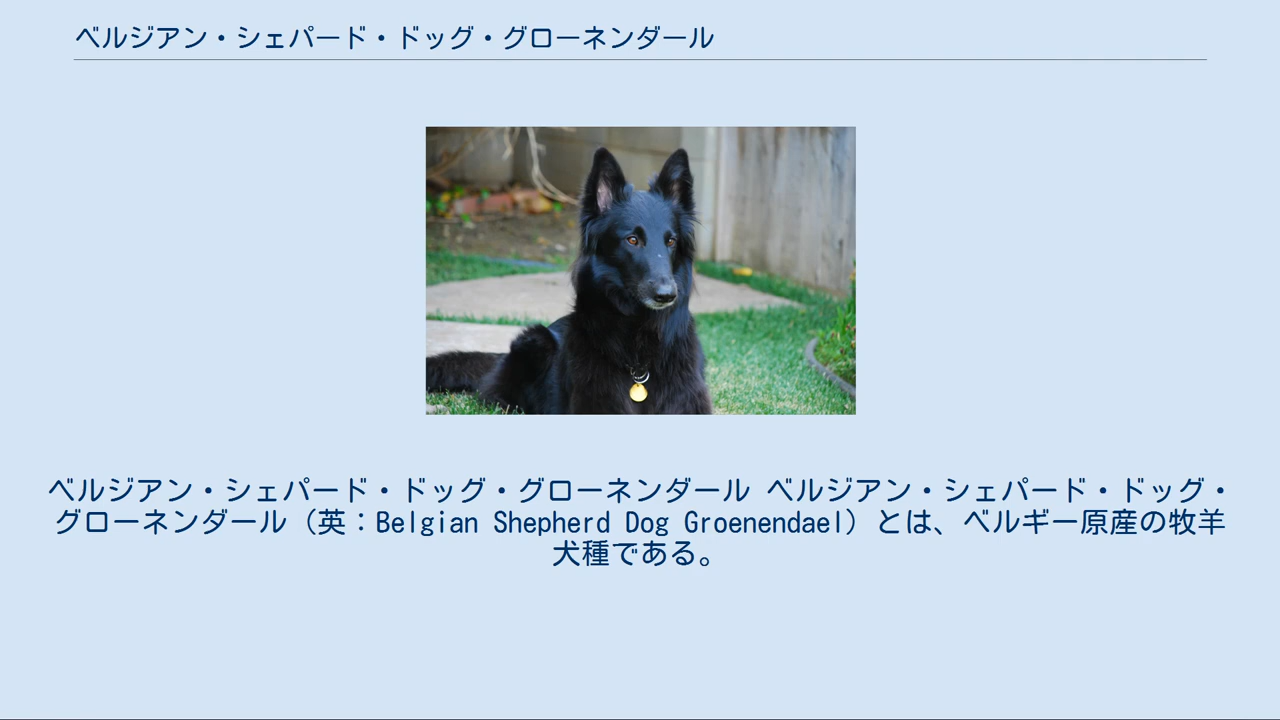 ベルジアン・シェパード・ドッグ・グローネンダール
ベルジアン・シェパード・ドッグ・グローネンダール ベルジアン・シェパード・ドッグ・
グローネンダール（英：Belgian Shepherd Dog Groenendael）とは、ベルギー原産の牧羊
犬種である。